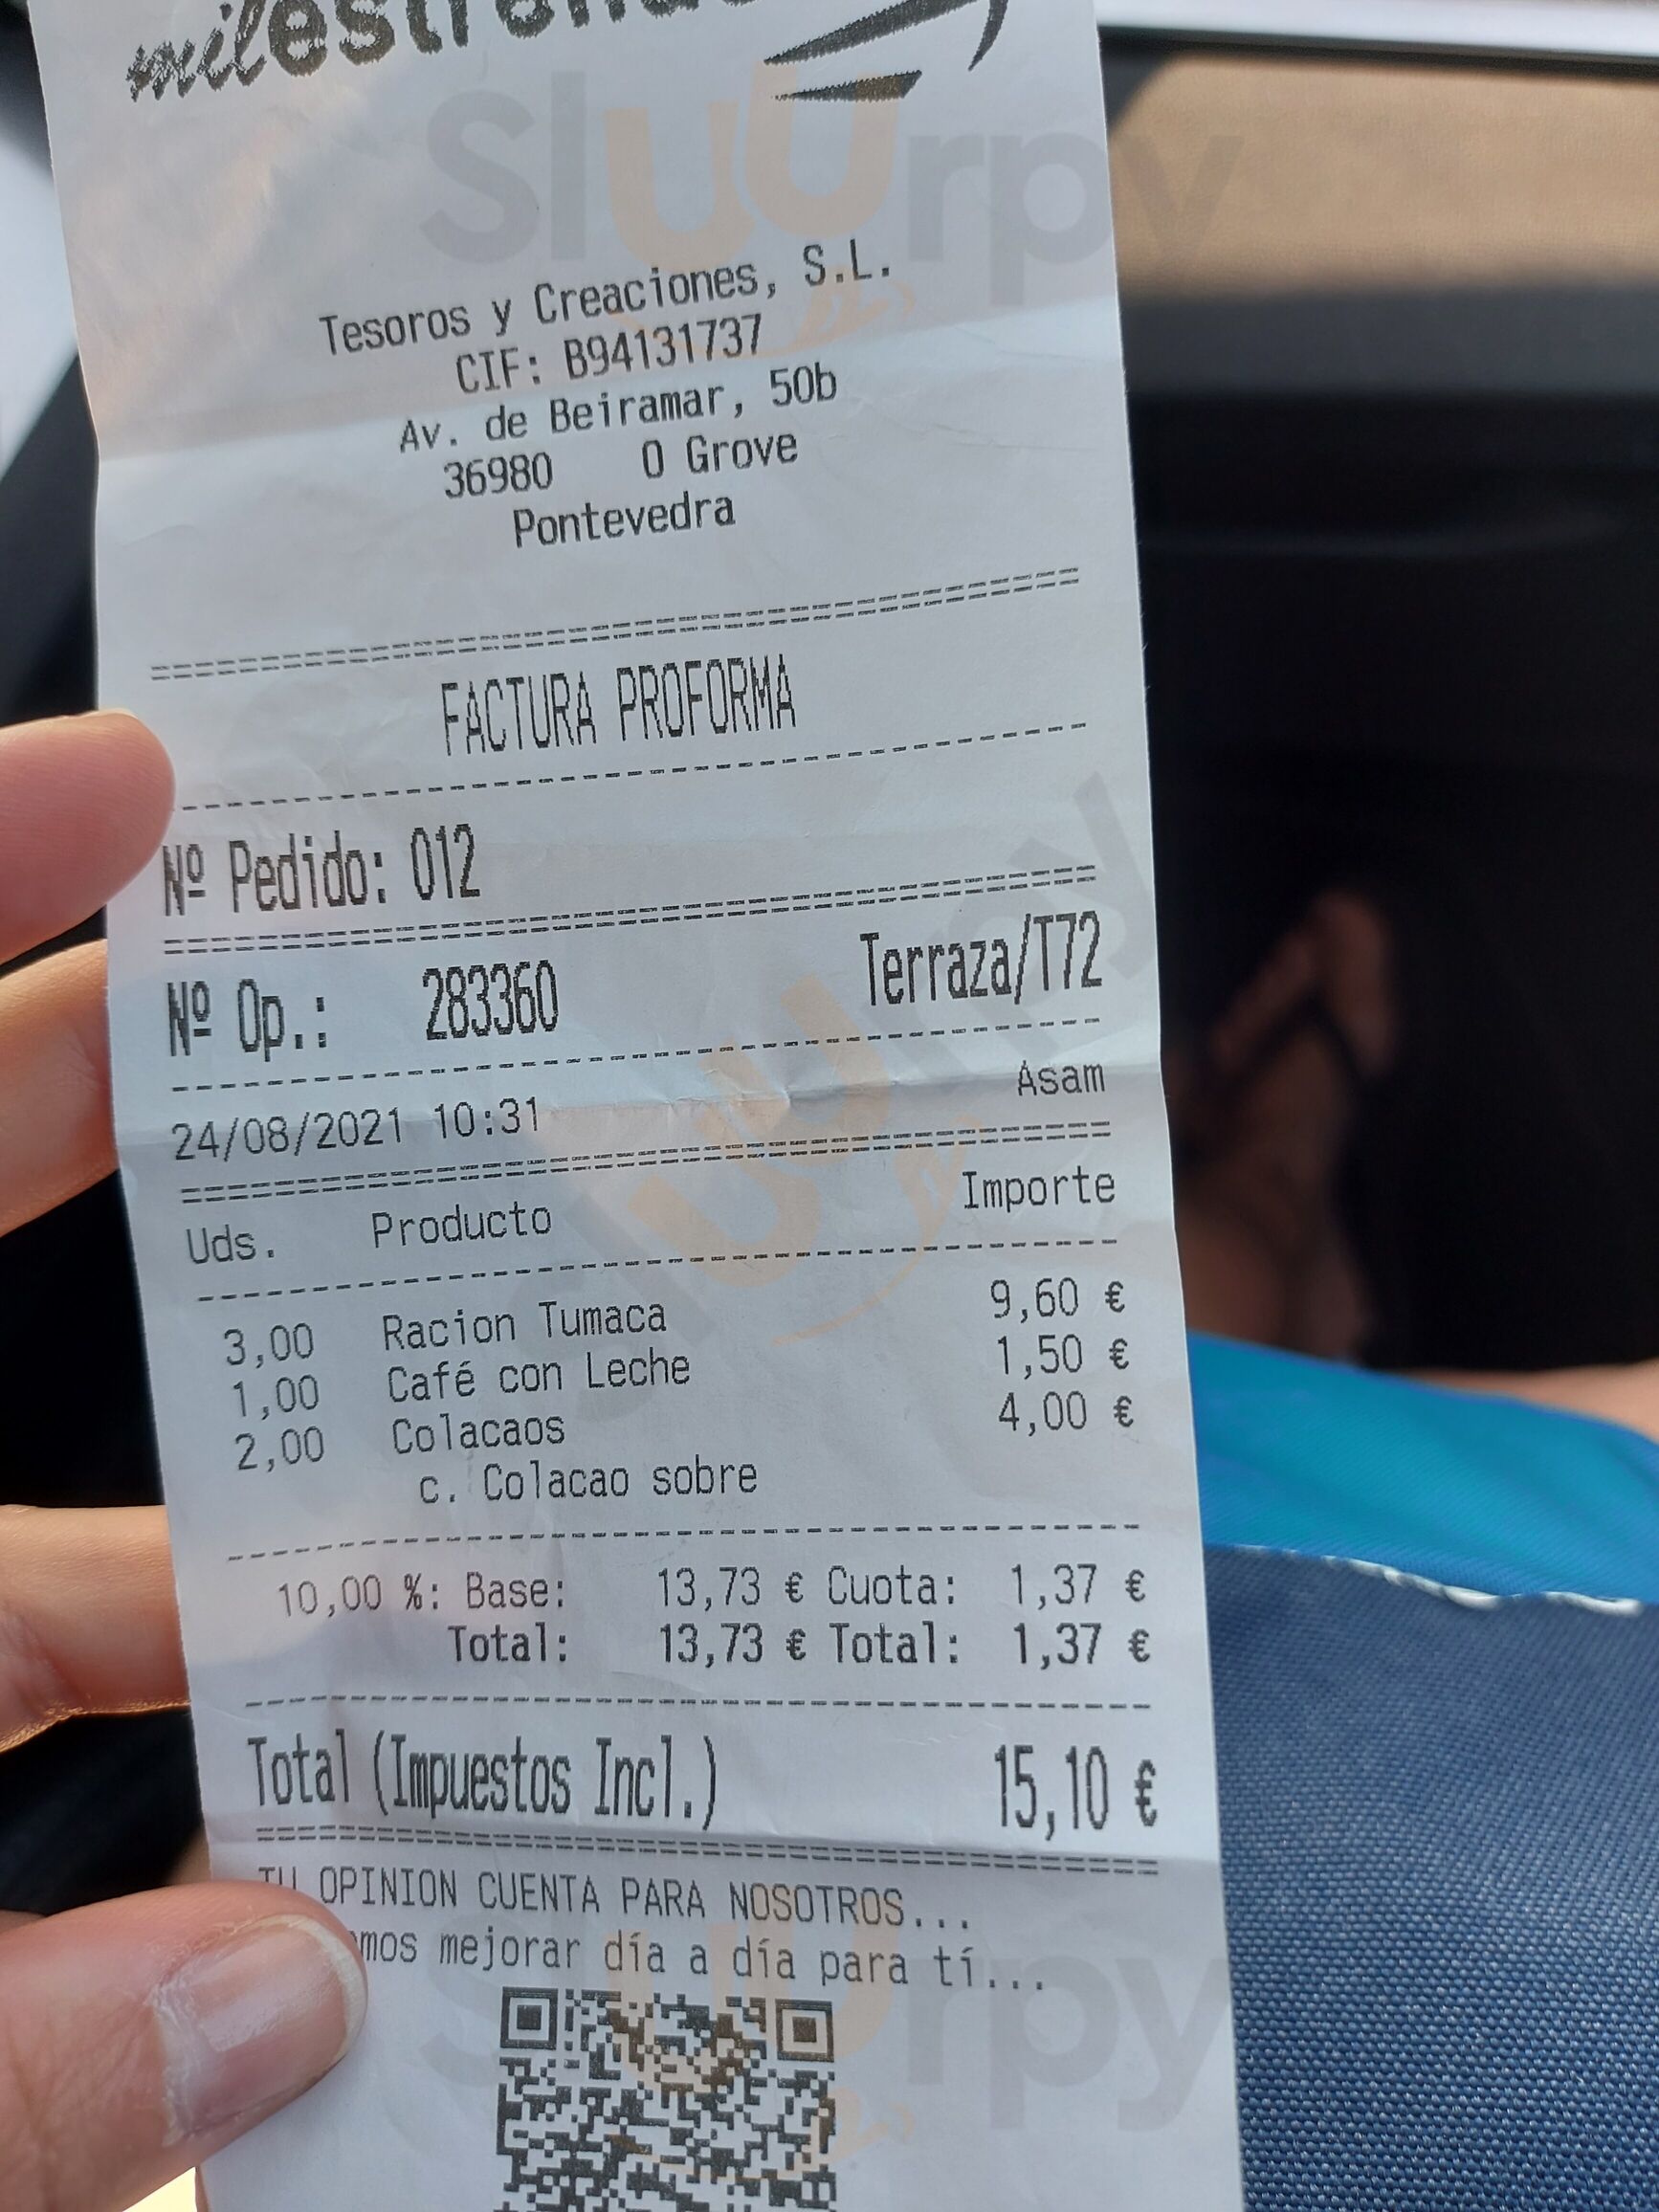 Sluurpy
Tesoros y Creaciones, S.L.
CIF: B94131737
Av. de Beiramar, 50b
36980 O Grove
Pontevedra
FACTURA PROFORMA
Nº Pedido: 012
Nº Op.: 283360 Terraza/T72
24/08/2021 10:31 Asam
Uds. Producto Importe
3,00 Racion Tumaca 9,60 €
1,00 Café con Leche 1,50 €
2,00 Colacaos 4,00 €
c. Colacao sobre
10,00 %: Base: 13,73 € Cuota: 1,37 €
Total: 13,73 € Total: 1,37 €
Total (Impuestos Incl.) 15,10 €
TU OPINION CUENTA PARA NOSOTROS...
mejorar día a día para tí...